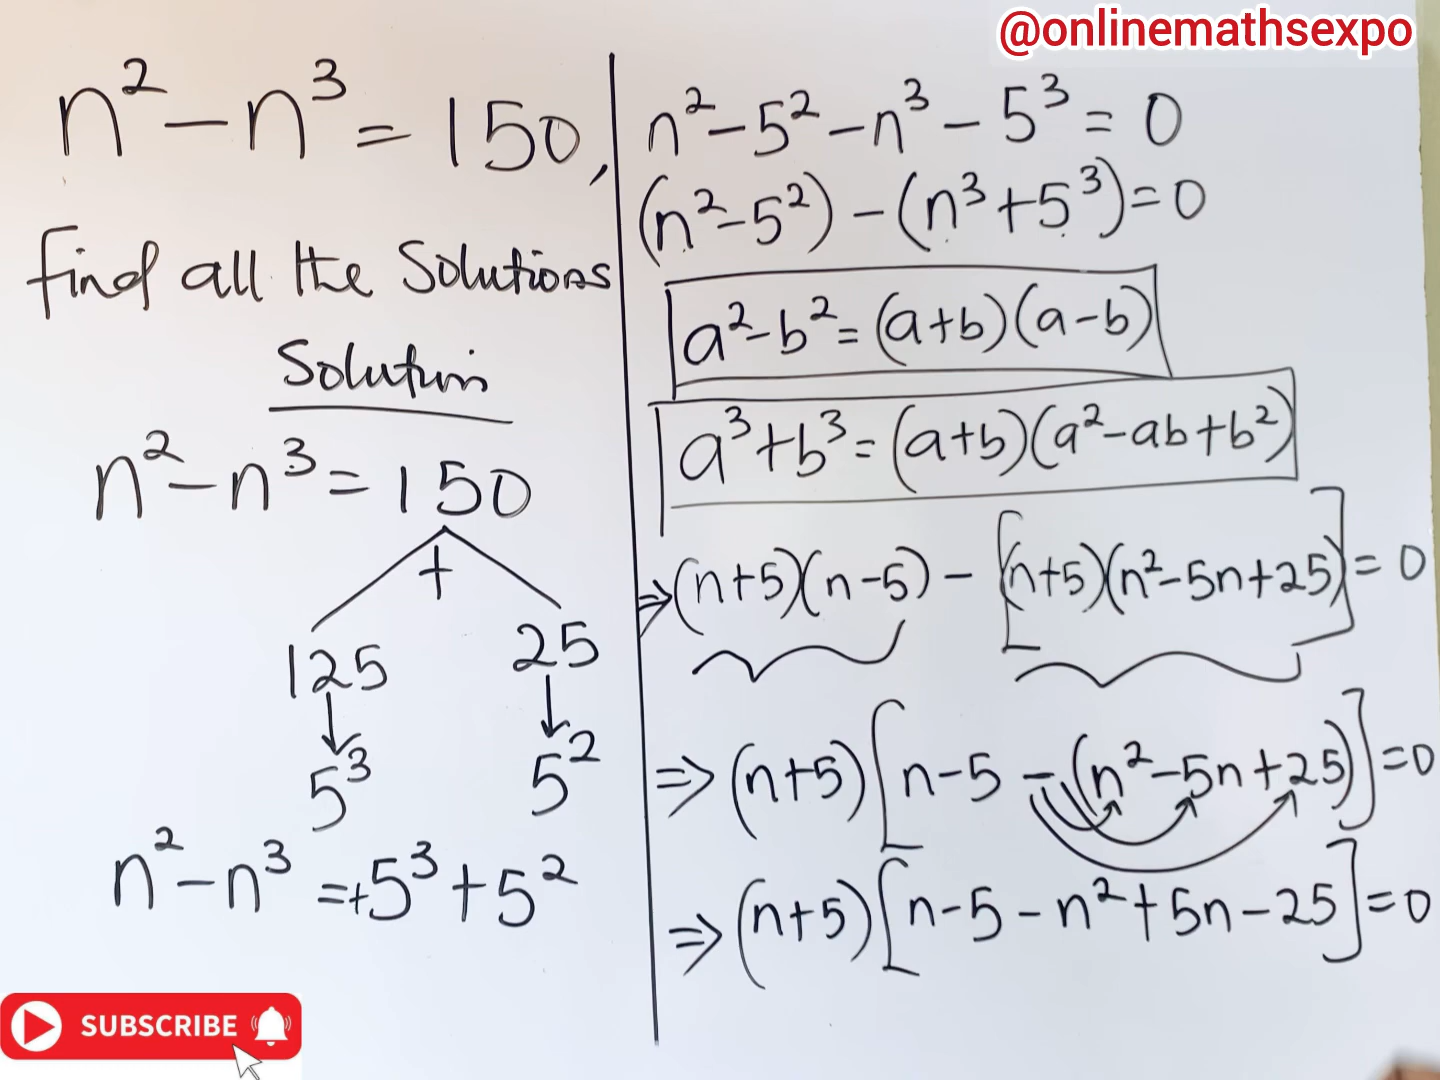 @onlinemathsexpo
n² - n³ = 150,
find all the Solutions
Solution
n² - n³ = 150
+
125 25
5³ 5²
n² - n³ = +5³ + 5²
n² - 5² - n³ - 5³ = 0
(n² - 5²) - (n³ + 5³) = 0
a² - b² = (a+b)(a-b)
a³ + b³ = (a+b)(a² - ab + b²)
⇒ (n+5)(n-5) - [(n+5)(n² - 5n + 25)] = 0
⇒ (n+5)[n - 5 - (n² - 5n + 25)] = 0
⇒ (n+5)[n - 5 - n² + 5n - 25] = 0
SUBSCRIBE